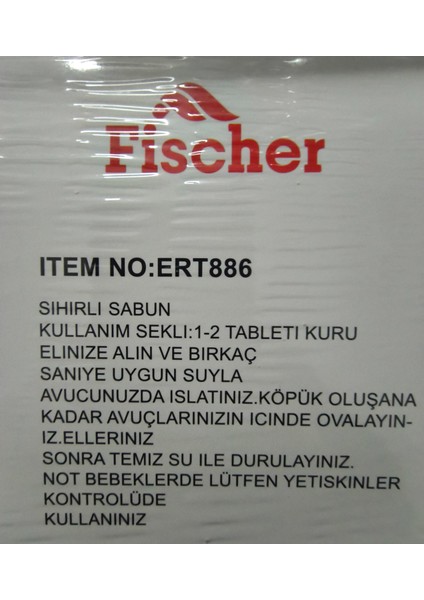 Fischer
ITEM NO:ERT886
SIHIRLI SABUN
KULLANIM SEKLI:1-2 TABLETI KURU
ELINIZE ALIN VE BIRKAÇ
SANIYE UYGUN SUYLA
AVUCUNUZDA ISLATINIZ.KÖPÜK OLUŞANA
KADAR AVUÇLARINIZIN ICINDE OVALAYIN-
IZ.ELLERINIZ
SONRA TEMIZ SU ILE DURULAYINIZ.
NOT BEBEKLERDE LÜTFEN YETISKINLER
KONTROLÜDE
KULLANINIZ